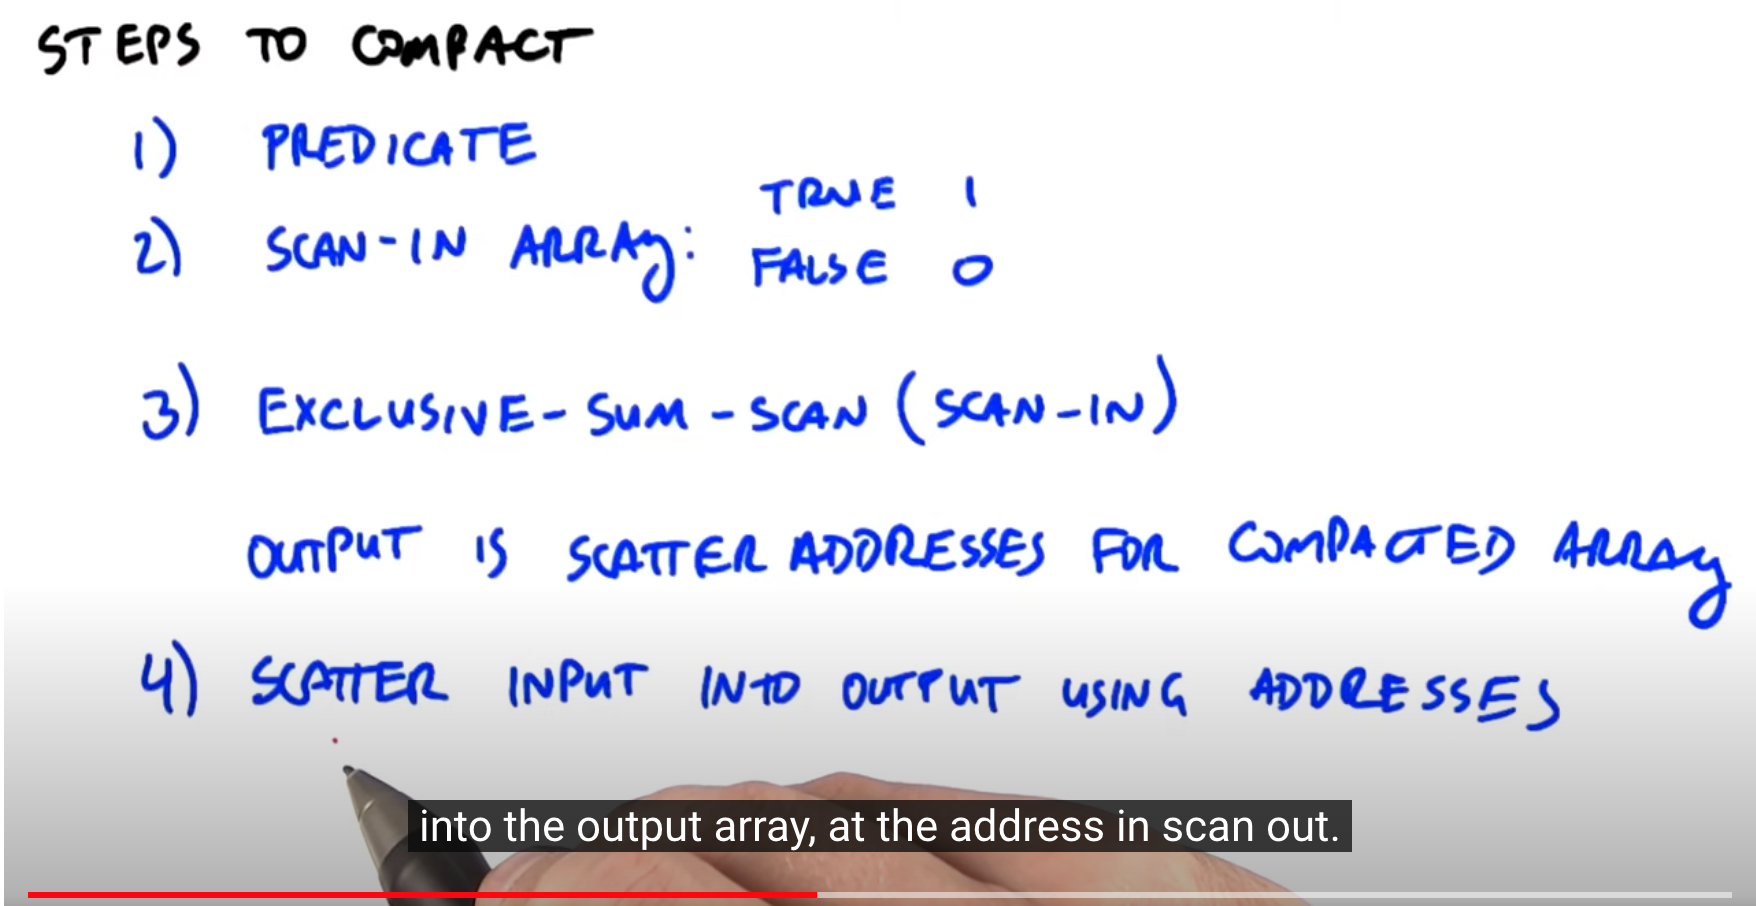 STEPS TO COMPACT
1) PREDICATE
2) SCAN-IN ARRAY: TRUE 1
FALSE 0
3) EXCLUSIVE-SUM-SCAN (SCAN-IN)
OUTPUT IS SCATTER ADDRESSES FOR COMPACTED ARRAY
4) SCATTER INPUT INTO OUTPUT USING ADDRESSES
into the output array, at the address in scan out.